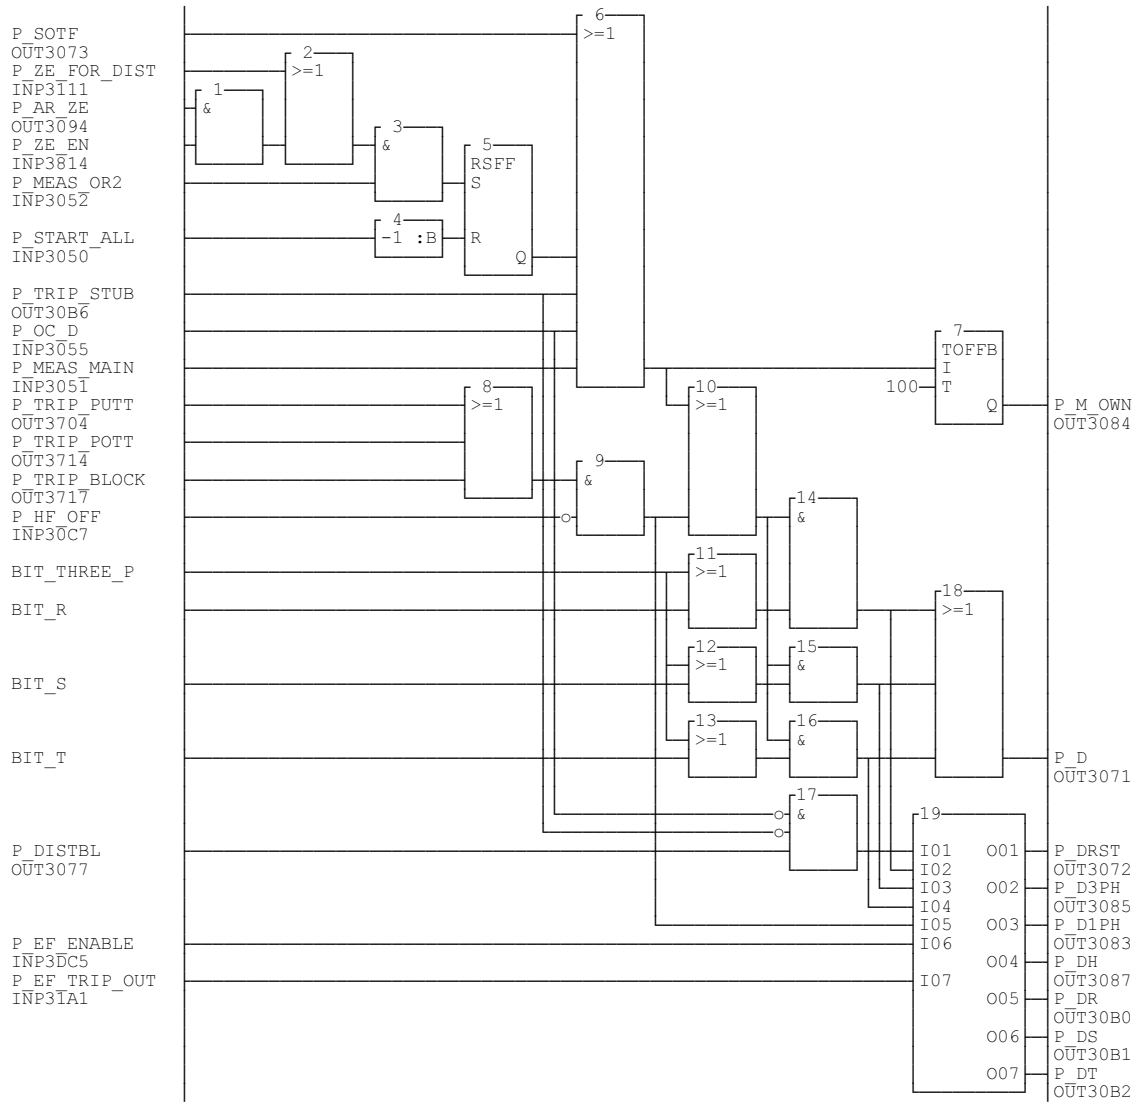 6
P_SOTF >=1
OUT3073 2
P_ZE_FOR_DIST >=1
INP3111 1
P_AR_ZE &
OUT3094 3
P_ZE_EN & 5
INP3814 RSFF
P_MEAS_OR2 S
INP3052
4
P_START_ALL -1 :B R
INP3050 Q
P_TRIP_STUB
OUT30B6
P_OC_D 7
INP3055 TOFFB
P_MEAS_MAIN I
INP3051 8 10 100 T
P_TRIP_PUTT >=1 >=1 Q P_M_OWN
OUT3704 OUT3084
P_TRIP_POTT
OUT3714 9
P_TRIP_BLOCK &
OUT3717 14
P_HF_OFF &
INP30C7
11
BIT_THREE_P >=1
18
BIT_R >=1
12 15
>=1 &
BIT_S
13 16
>=1 &
BIT_T P_D
OUT3071
17
& 19
P_DISTBL I01 O01 P_DRST
OUT3077 I02 OUT3072
I03 O02 P_D3PH
I04 OUT3085
I05 O03 P_D1PH
P_EF_ENABLE I06 OUT3083
INP3DC5 O04 P_DH
P_EF_TRIP_OUT I07 OUT3087
INP31A1 O05 P_DR
OUT30B0
O06 P_DS
OUT30B1
O07 P_DT
OUT30B2